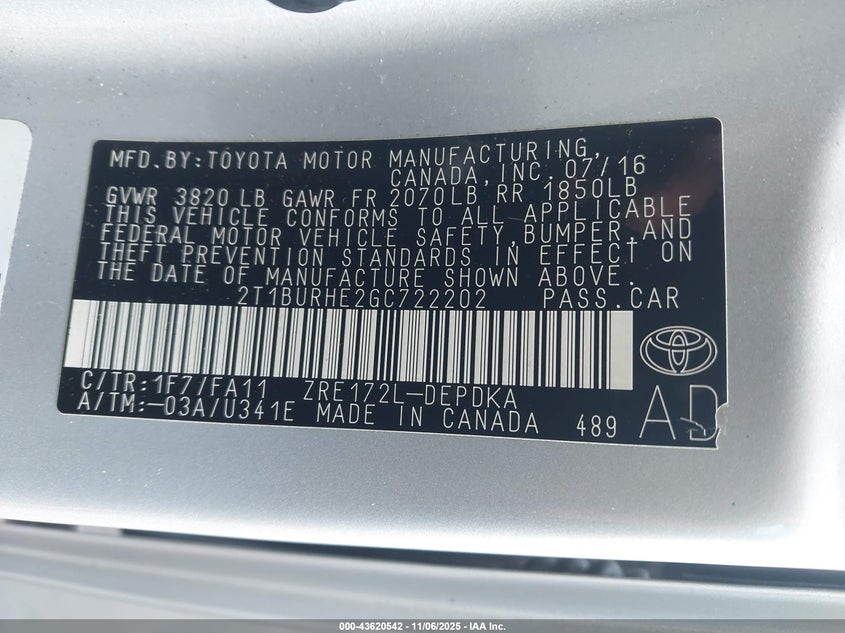 MFD.BY:TOYOTA MOTOR MANUFACTURING,
CANADA,INC.07/16
GVWR 3820 LB GAWR FR 2070LB RR 1850LB
THIS VEHICLE CONFORMS TO ALL APPLICABLE
FEDERAL MOTOR VEHICLE SAFETY,BUMPER,AND
THEFT PREVENTION STANDARDS IN EFFECT ON
THE DATE OF MANUFACTURE SHOWN ABOVE.
2T1BURHE2GC722202 PASS.CAR
C/TR:1F7/FA11 ZRE172L-DEPDKA
A/TM:-03A/U341E MADE IN CANADA 489
AD
000-43620542 - 11/06/2025 - IAA Inc.